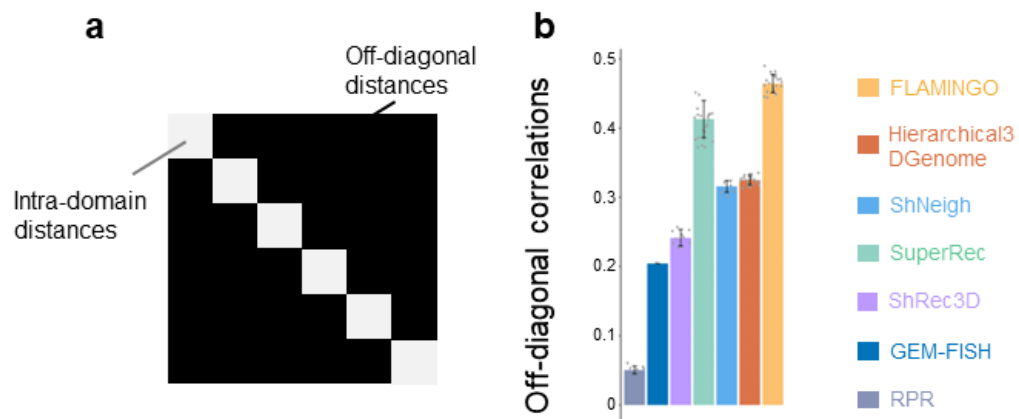 a
Off-diagonal
distances
Intra-domain
distances
b
Off-diagonal correlations
0.5
0.4
0.3
0.2
0.1
0
FLAMINGO
Hierarchical3
DGenome
ShNeigh
SuperRec
ShRec3D
GEM-FISH
RPR